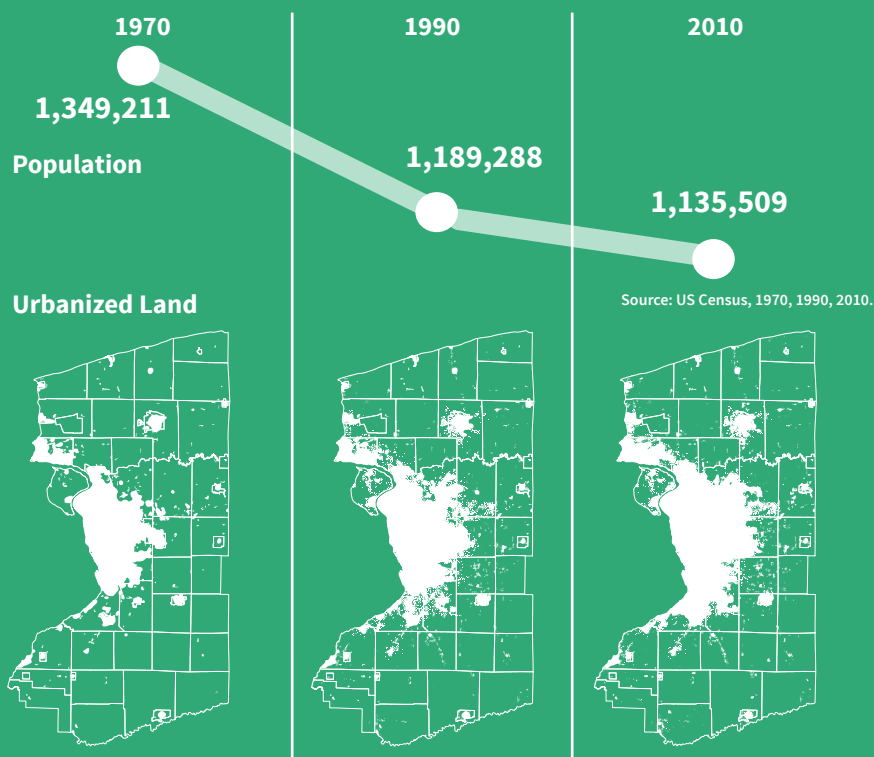 1970
1990
2010
1,349,211
1,189,288
1,135,509
Population
Urbanized Land
Source: US Census, 1970, 1990, 2010.